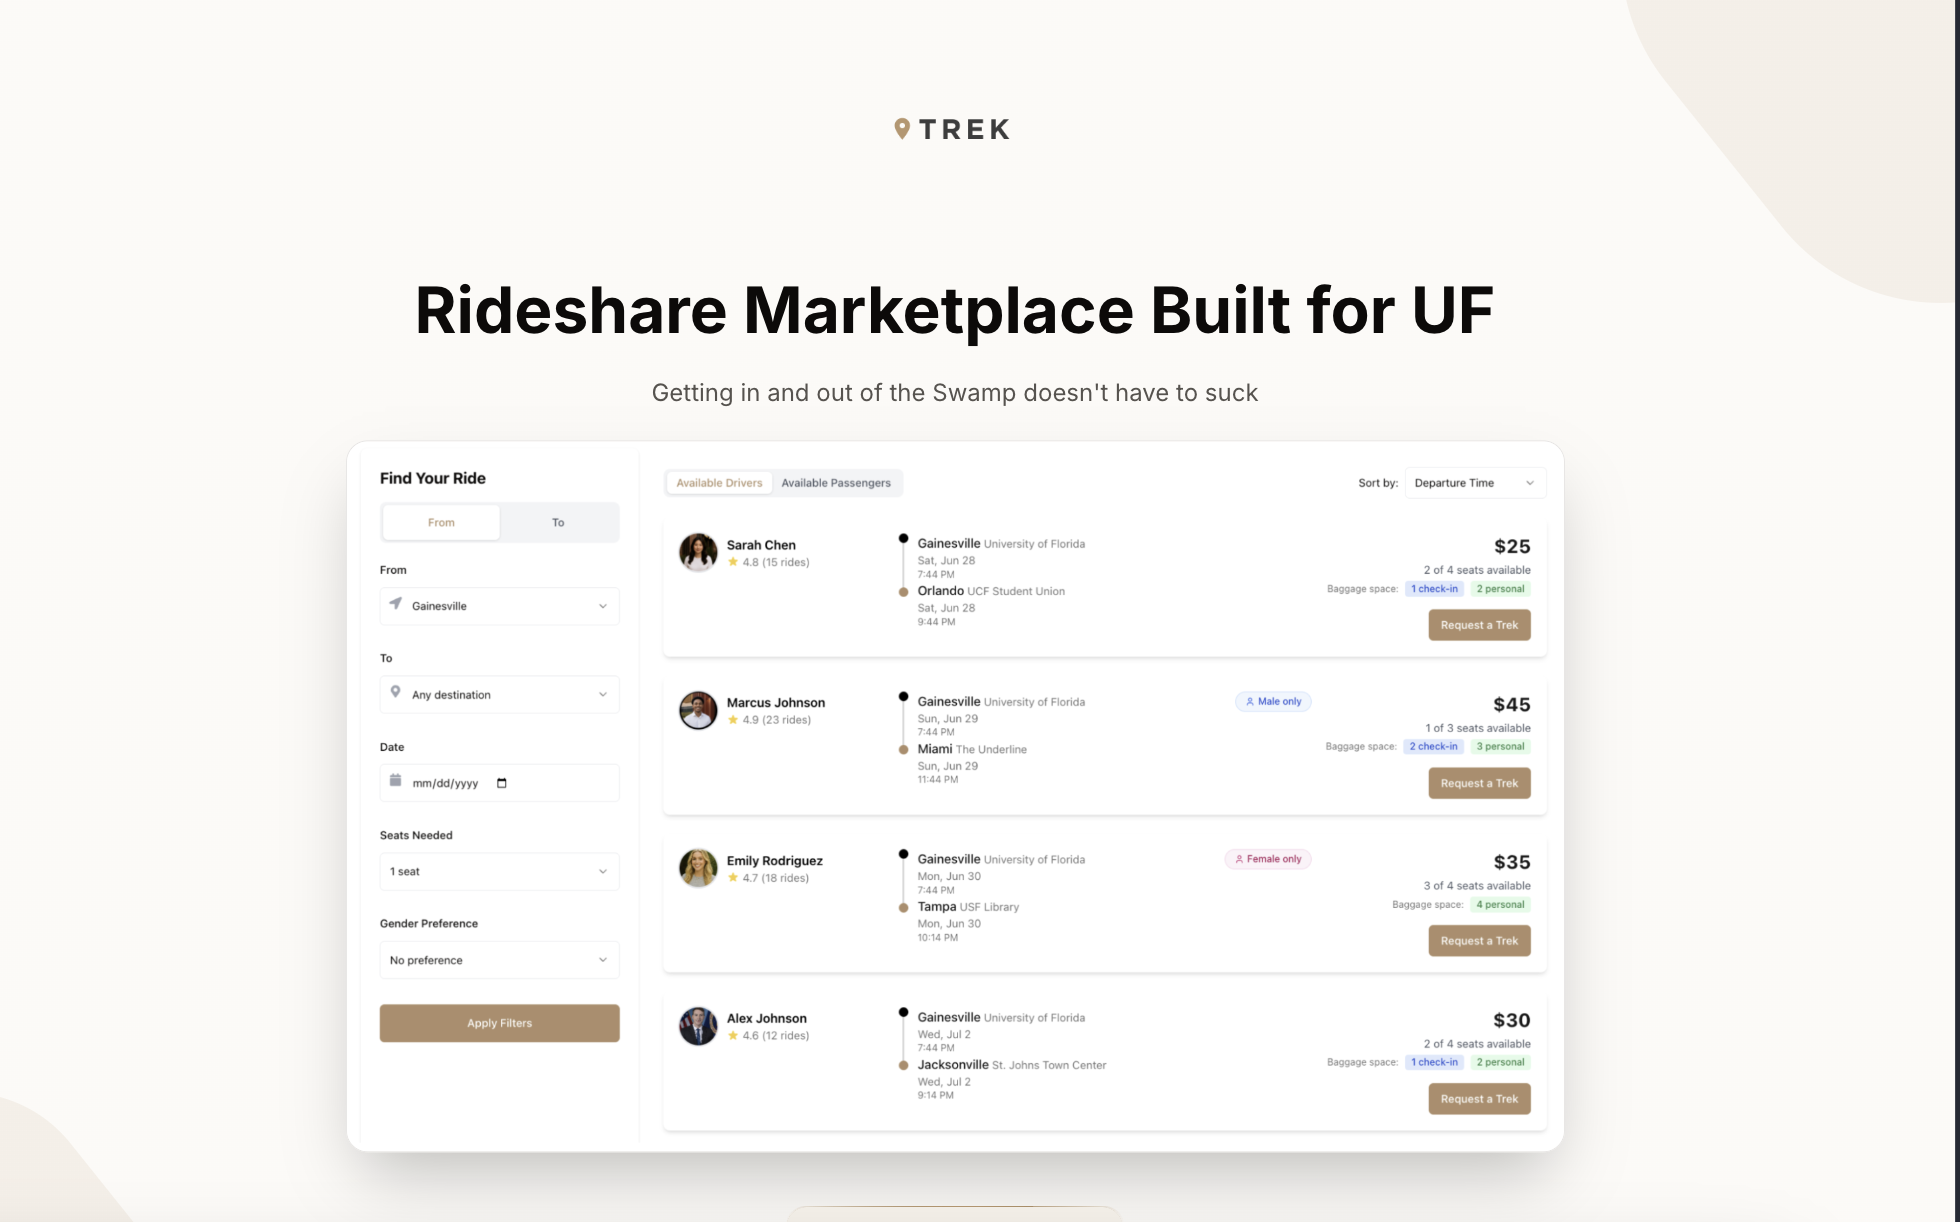 TREK
Rideshare Marketplace Built for UF
Getting in and out of the Swamp doesn't have to suck
Find Your Ride
From To
From
Gainesville
To
Any destination
Date
mm/dd/yyyy
Seats Needed
1 seat
Gender Preference
No preference
Apply Filters
Available Drivers Available Passengers
Sort by: Departure Time
Sarah Chen
4.8 (15 rides)
Gainesville University of Florida
Sat, Jun 28
7:44 PM
Orlando UCF Student Union
Sat, Jun 28
9:44 PM
$25
2 of 4 seats available
Baggage space: 1 check-in 2 personal
Request a Trek
Marcus Johnson
4.9 (23 rides)
Gainesville University of Florida
Sun, Jun 29
7:44 PM
Miami The Underline
Sun, Jun 29
11:44 PM
Male only
$45
1 of 3 seats available
Baggage space: 2 check-in 3 personal
Request a Trek
Emily Rodriguez
4.7 (18 rides)
Gainesville University of Florida
Mon, Jun 30
7:44 PM
Tampa USF Library
Mon, Jun 30
10:14 PM
Female only
$35
3 of 4 seats available
Baggage space: 4 personal
Request a Trek
Alex Johnson
4.6 (12 rides)
Gainesville University of Florida
Wed, Jul 2
7:44 PM
Jacksonville St. Johns Town Center
Wed, Jul 2
9:14 PM
$30
2 of 4 seats available
Baggage space: 1 check-in 2 personal
Request a Trek